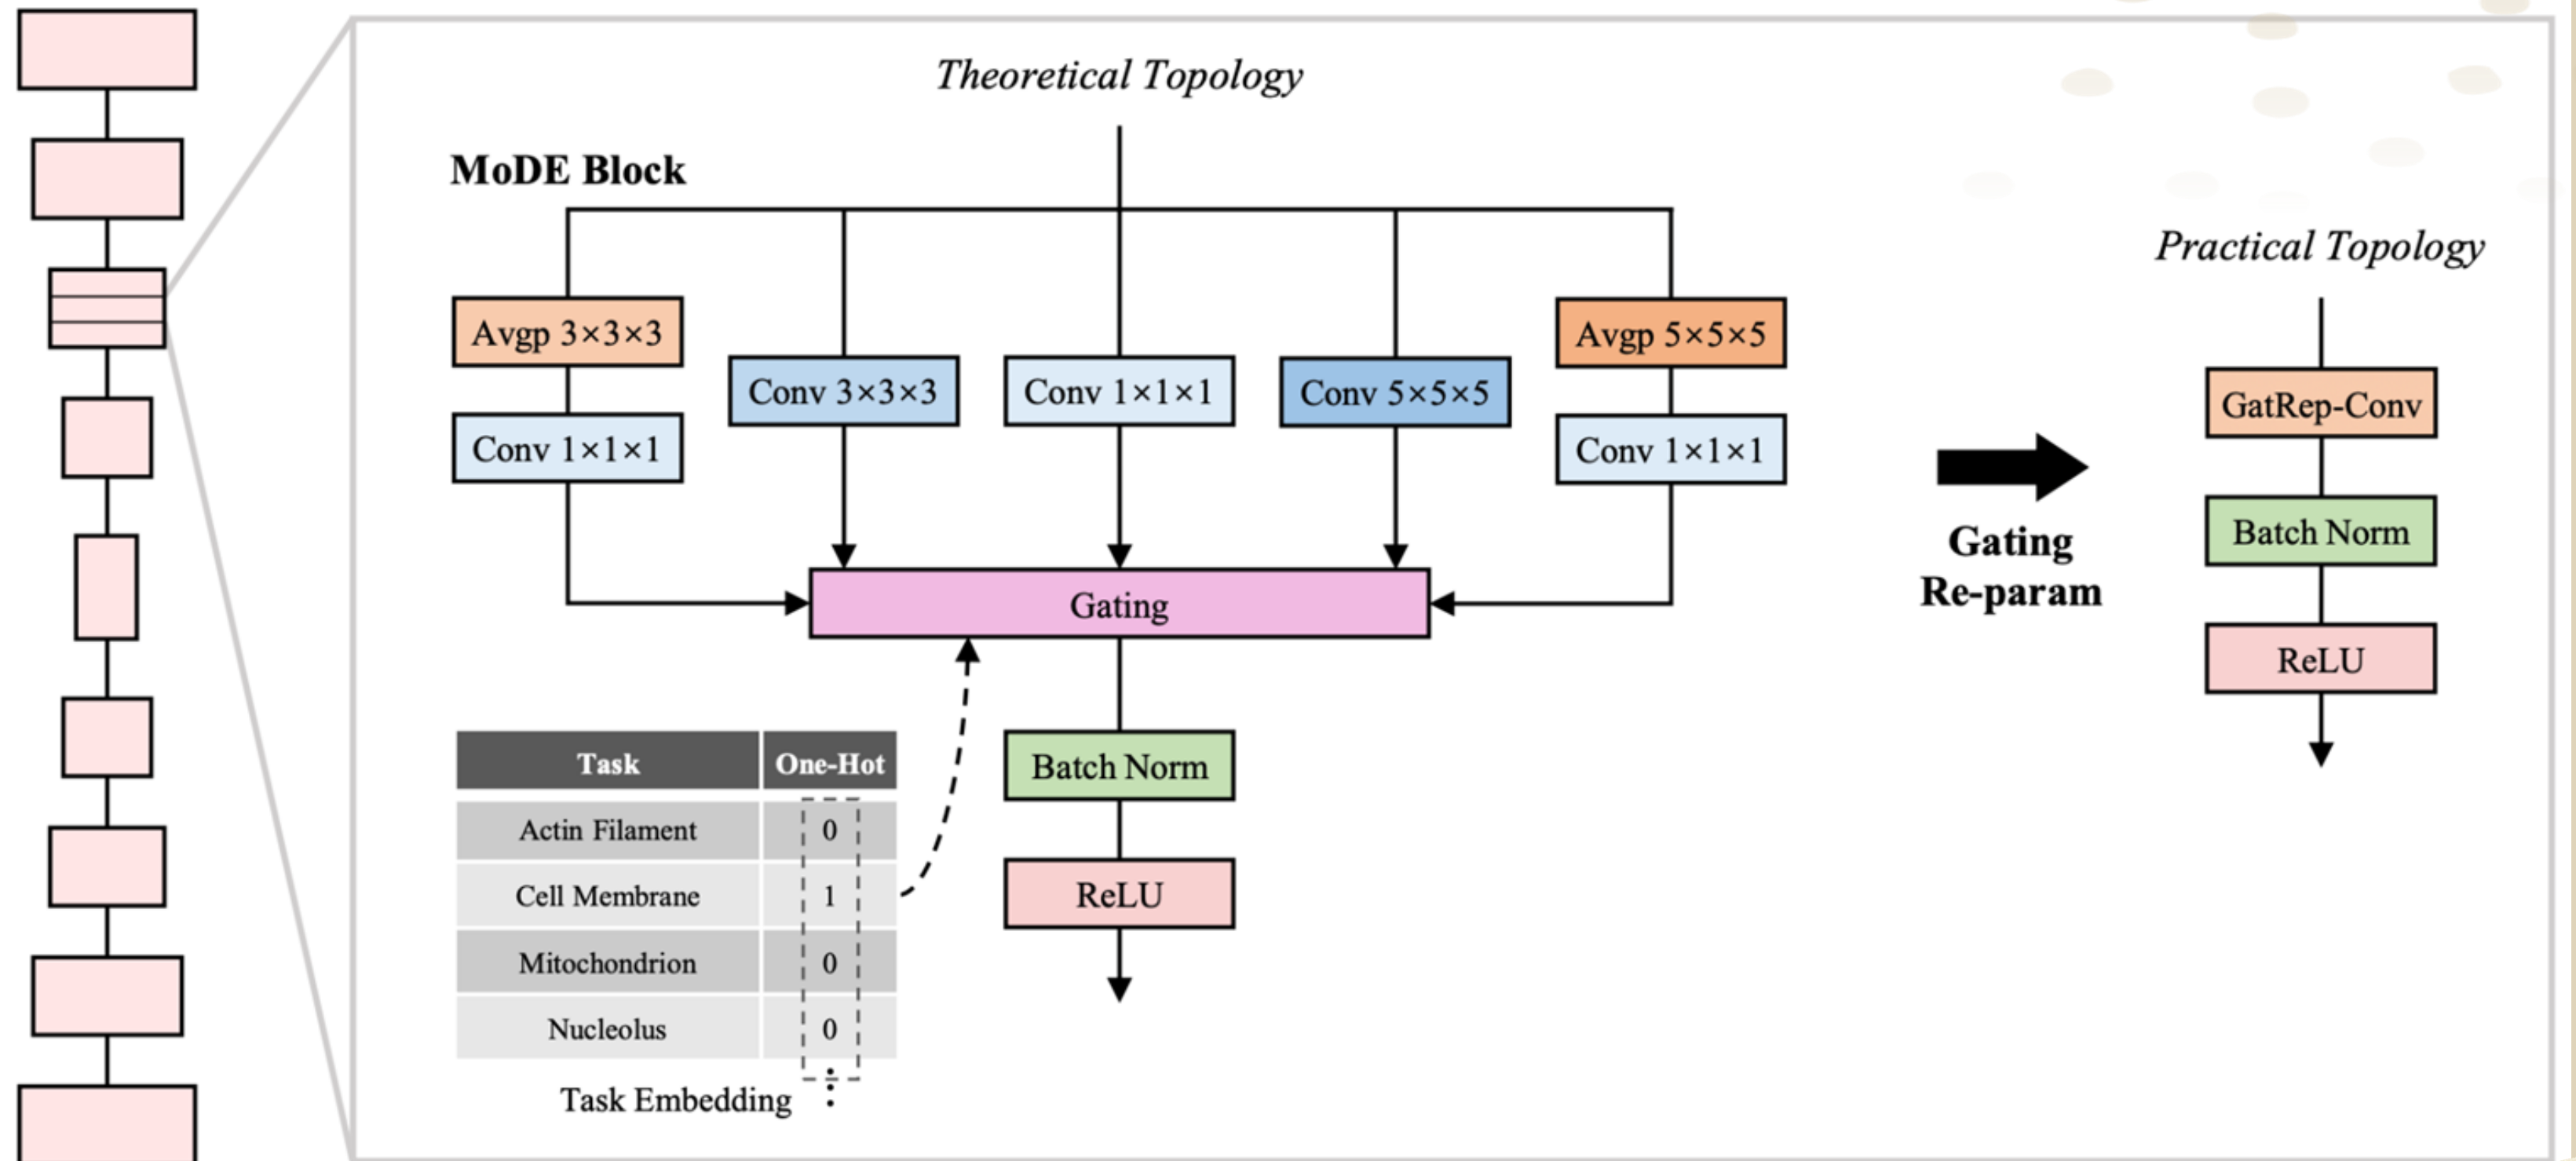 Theoretical Topology
MoDE Block
Practical Topology
Avgp 3×3×3
Conv 1×1×1
Conv 3×3×3
Conv 1×1×1
Conv 5×5×5
Avgp 5×5×5
Conv 1×1×1
Gating
Batch Norm
ReLU
Task One-Hot
Actin Filament 0
Cell Membrane 1
Mitochondrion 0
Nucleolus 0
Task Embedding ⋮
Gating
Re-param
GatRep-Conv
Batch Norm
ReLU